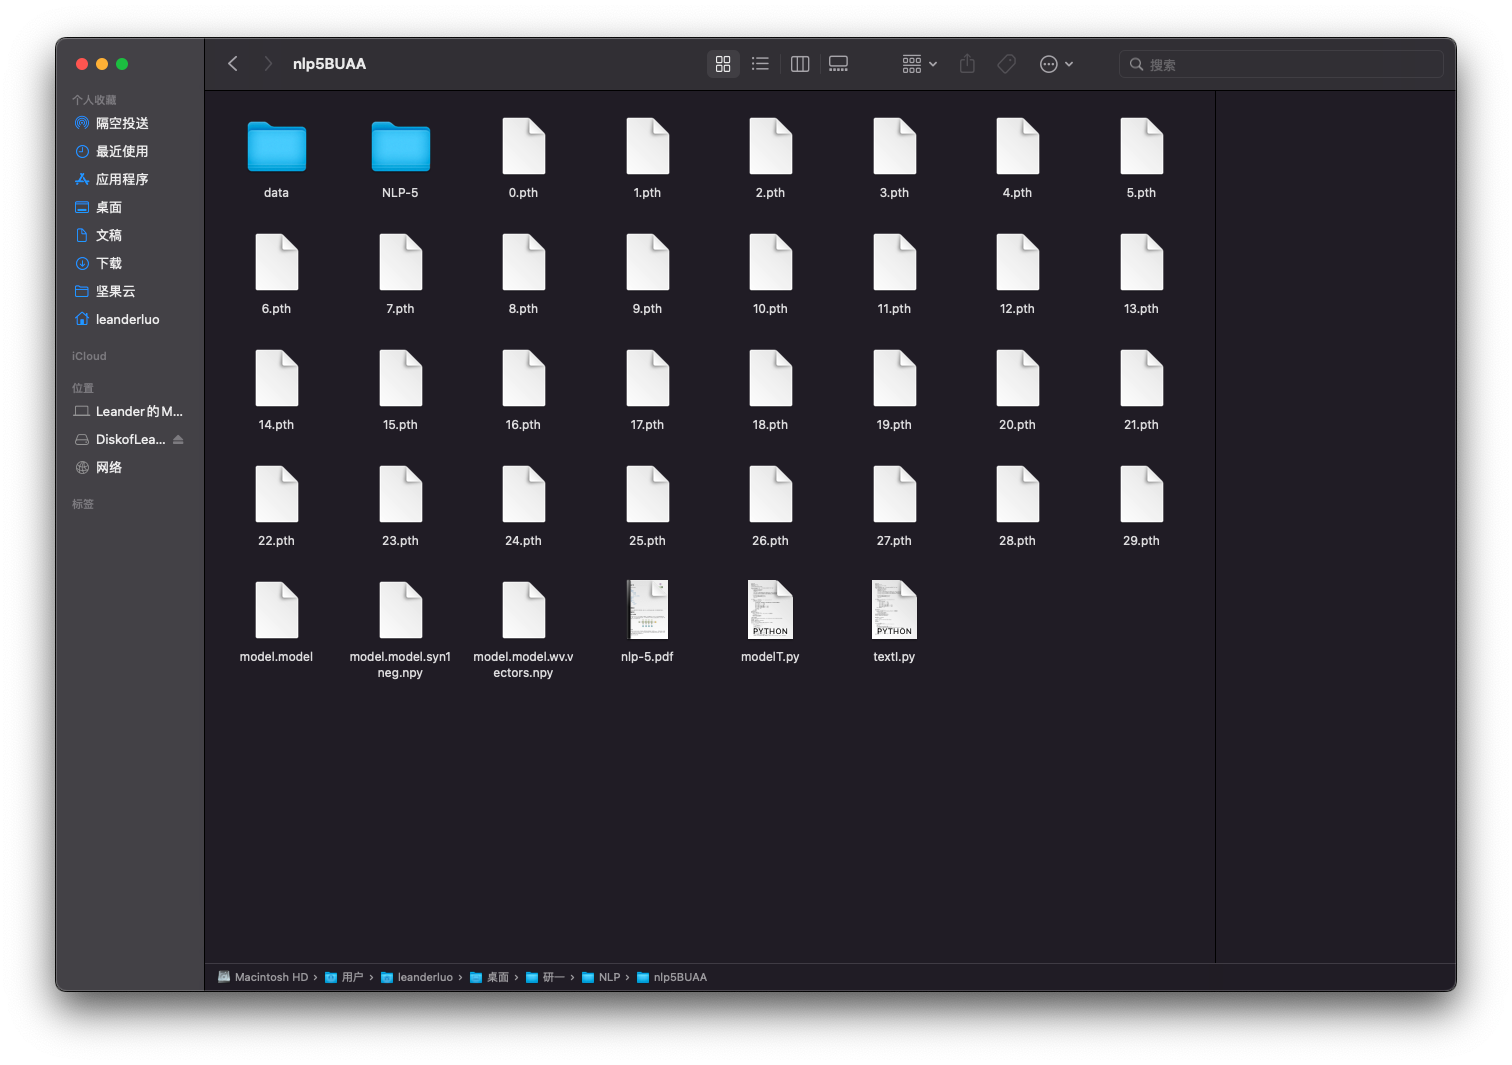 nlp5BUAA
搜索
个人收藏
隔空投送
最近使用
应用程序
桌面
文稿
下载
坚果云
leanderluo
iCloud
位置
Leander的M...
DiskofLea...
网络
标签
data
NLP-5
0.pth
1.pth
2.pth
3.pth
4.pth
5.pth
6.pth
7.pth
8.pth
9.pth
10.pth
11.pth
12.pth
13.pth
14.pth
15.pth
16.pth
17.pth
18.pth
19.pth
20.pth
21.pth
22.pth
23.pth
24.pth
25.pth
26.pth
27.pth
28.pth
29.pth
model.model
model.model.syn1
neg.npy
model.model.wv.v
ectors.npy
nlp-5.pdf
PYTHON
modelT.py
PYTHON
textI.py
Macintosh HD › 用户 › leanderluo › 桌面 › 研一 › NLP › nlp5BUAA